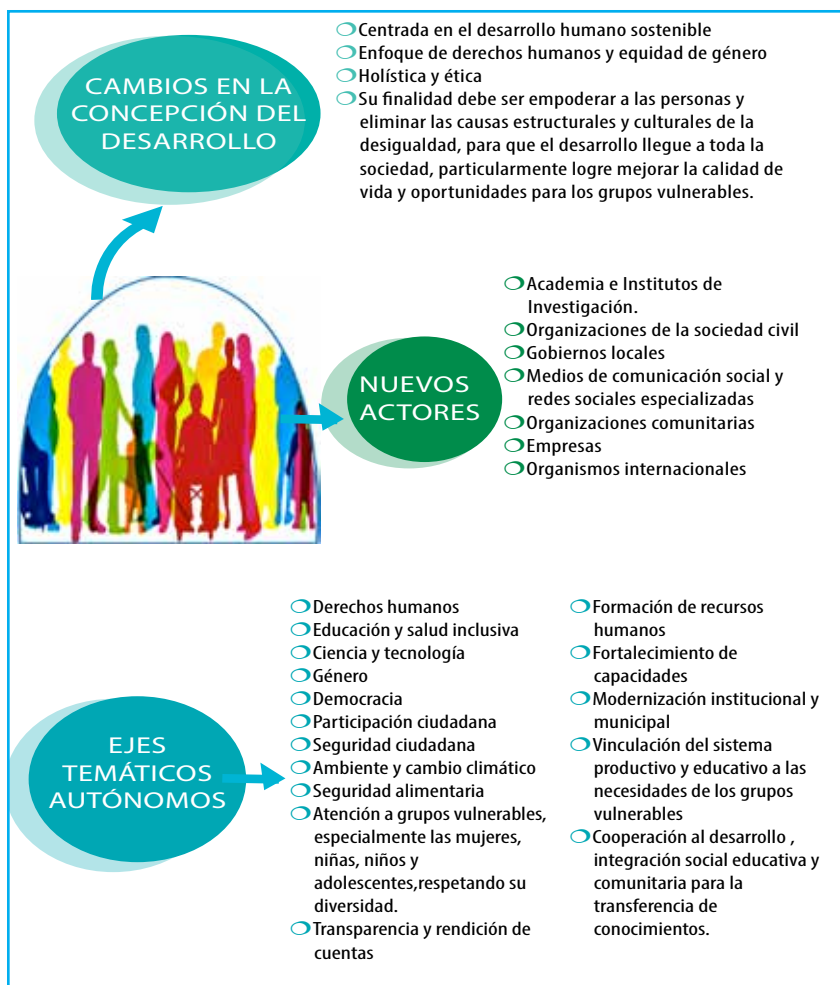 CAMBIOS EN LA
CONCEPCIÓN DEL
DESARROLLO
Centrada en el desarrollo humano sostenible
Enfoque de derechos humanos y equidad de género
Holística y ética
Su finalidad debe ser empoderar a las personas y
eliminar las causas estructurales y culturales de la
desigualdad, para que el desarrollo llegue a toda la
sociedad, particularmente logre mejorar la calidad de
vida y oportunidades para los grupos vulnerables.
NUEVOS
ACTORES
Academia e Institutos de
Investigación.
Organizaciones de la sociedad civil
Gobiernos locales
Medios de comunicación social y
redes sociales especializadas
Organizaciones comunitarias
Empresas
Organismos internacionales
EJES
TEMÁTICOS
AUTÓNOMOS
Derechos humanos
Educación y salud inclusiva
Ciencia y tecnología
Género
Democracia
Participación ciudadana
Seguridad ciudadana
Ambiente y cambio climático
Seguridad alimentaria
Atención a grupos vulnerables,
especialmente las mujeres,
niñas, niños y
adolescentes,respetando su
diversidad.
Transparencia y rendición de
cuentas
Formación de recursos
humanos
Fortalecimiento de
capacidades
Modernización institucional y
municipal
Vinculación del sistema
productivo y educativo a las
necesidades de los grupos
vulnerables
Cooperación al desarrollo ,
integración social educativa y
comunitaria para la
transferencia de
conocimientos.